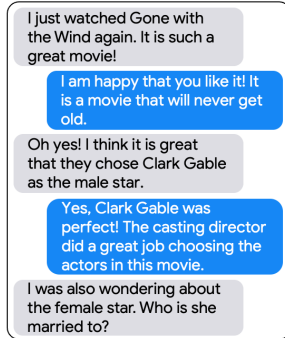 I just watched Gone with
the Wind again. It is such a
great movie!
I am happy that you like it! It
is a movie that will never get
old.
Oh yes! I think it is great
that they chose Clark Gable
as the male star.
Yes, Clark Gable was
perfect! The casting director
did a great job choosing the
actors in this movie.
I was also wondering about
the female star. Who is she
married to?